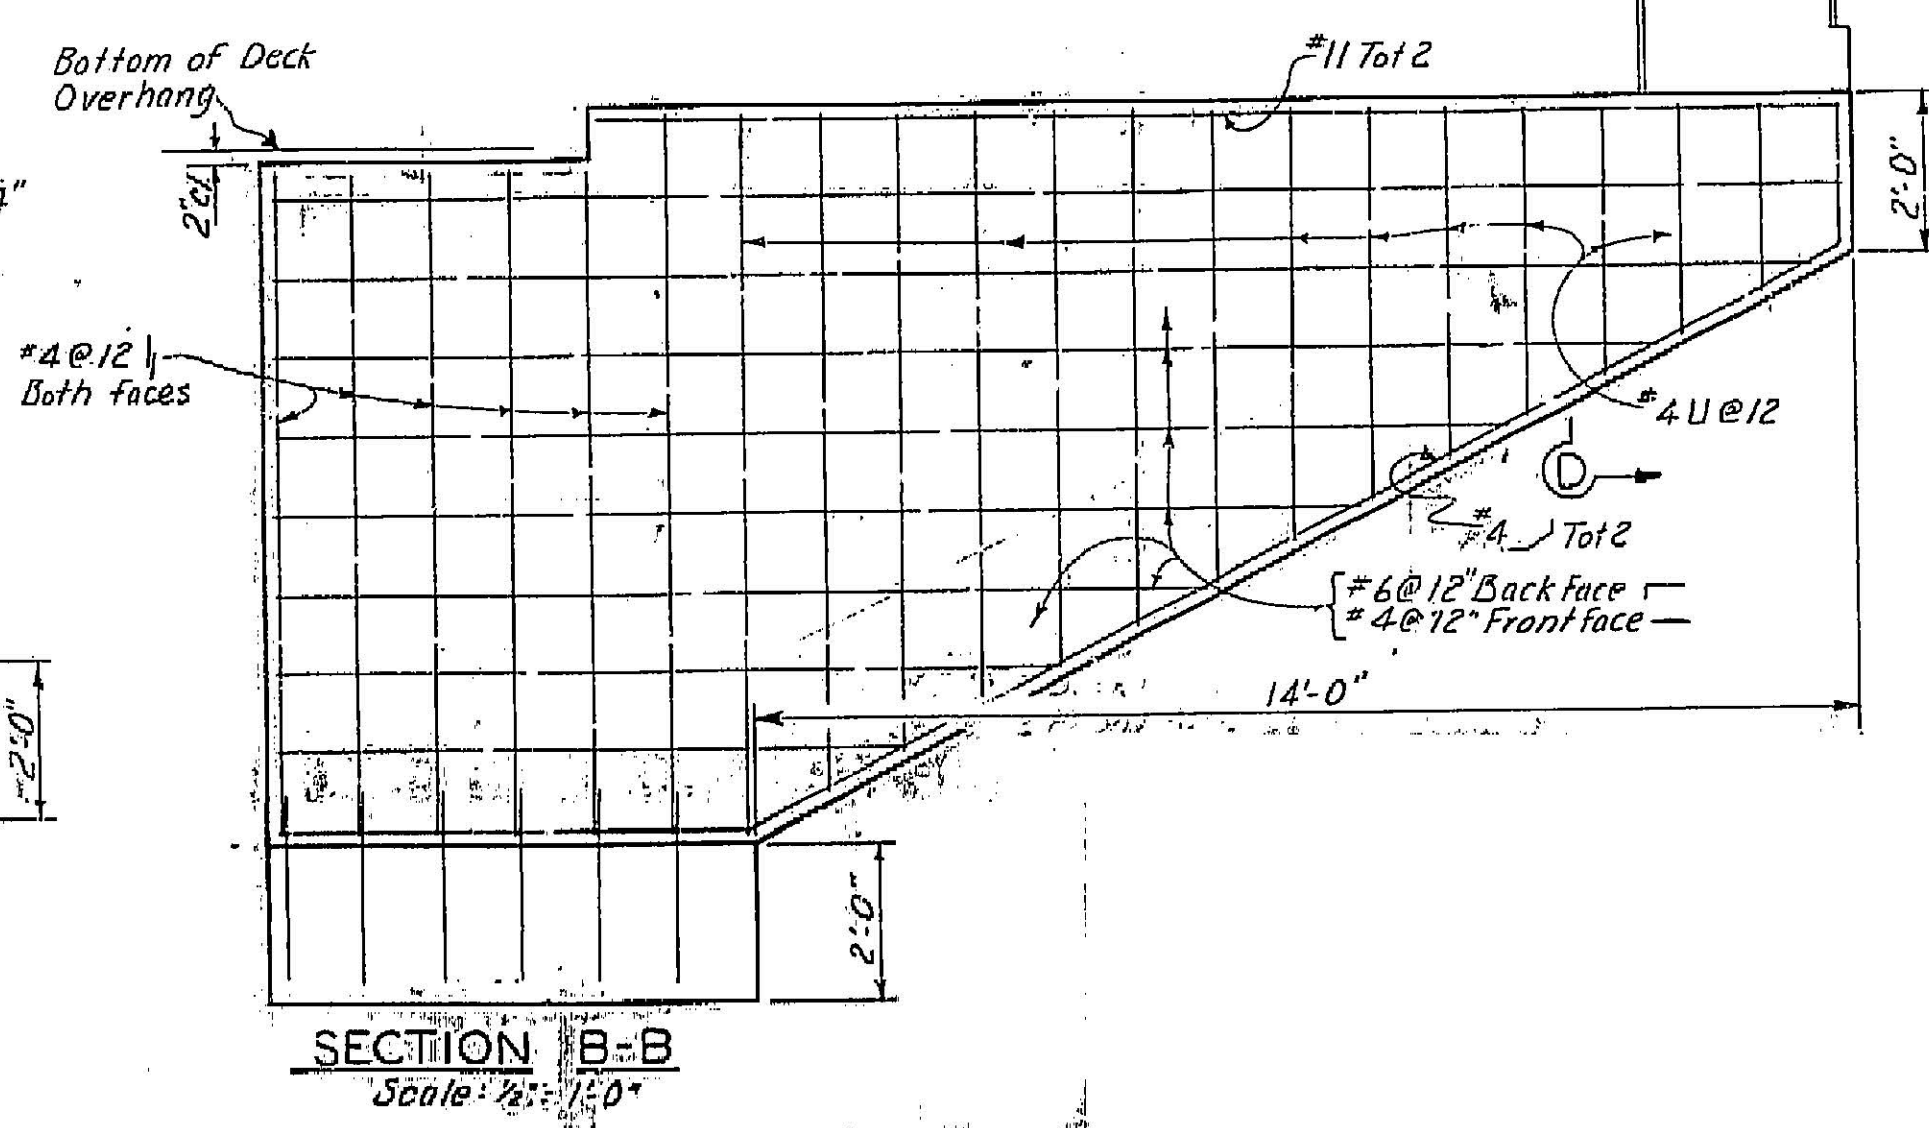 Bottom of Deck
Overhang
#11 Tot 2
2'-0"
2"cl
#4@12
Both faces
#4 U @12
D
#4 Tot 2
#6@12" Back face
#4@12" Front face
14'-0"
2'-0"
2'-0"
SECTION B-B
Scale: ½" = 1'-0"